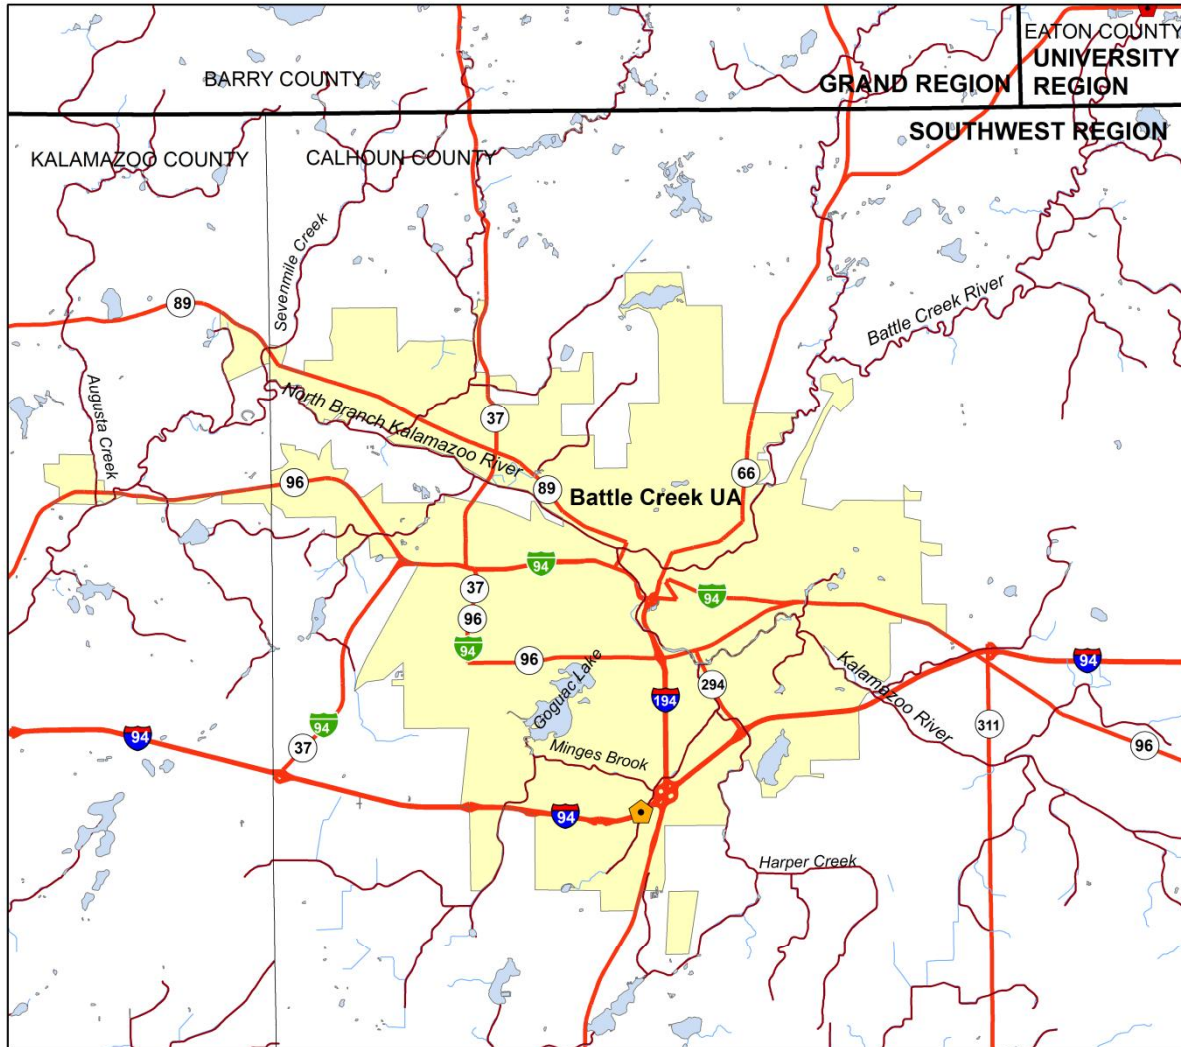 EATON COUNTY
UNIVERSITY
REGION
BARRY COUNTY
GRAND REGION
SOUTHWEST REGION
KALAMAZOO COUNTY
CALHOUN COUNTY
Sevenmile Creek
89
Battle Creek River
Augusta Creek
North Branch Kalamazoo River
37
66
96
89
Battle Creek UA
94
37
94
96
94
96
Goguac Lake
Kalamazoo River
94
294
194
94
37
94
311
96
Minges Brook
94
Harper Creek